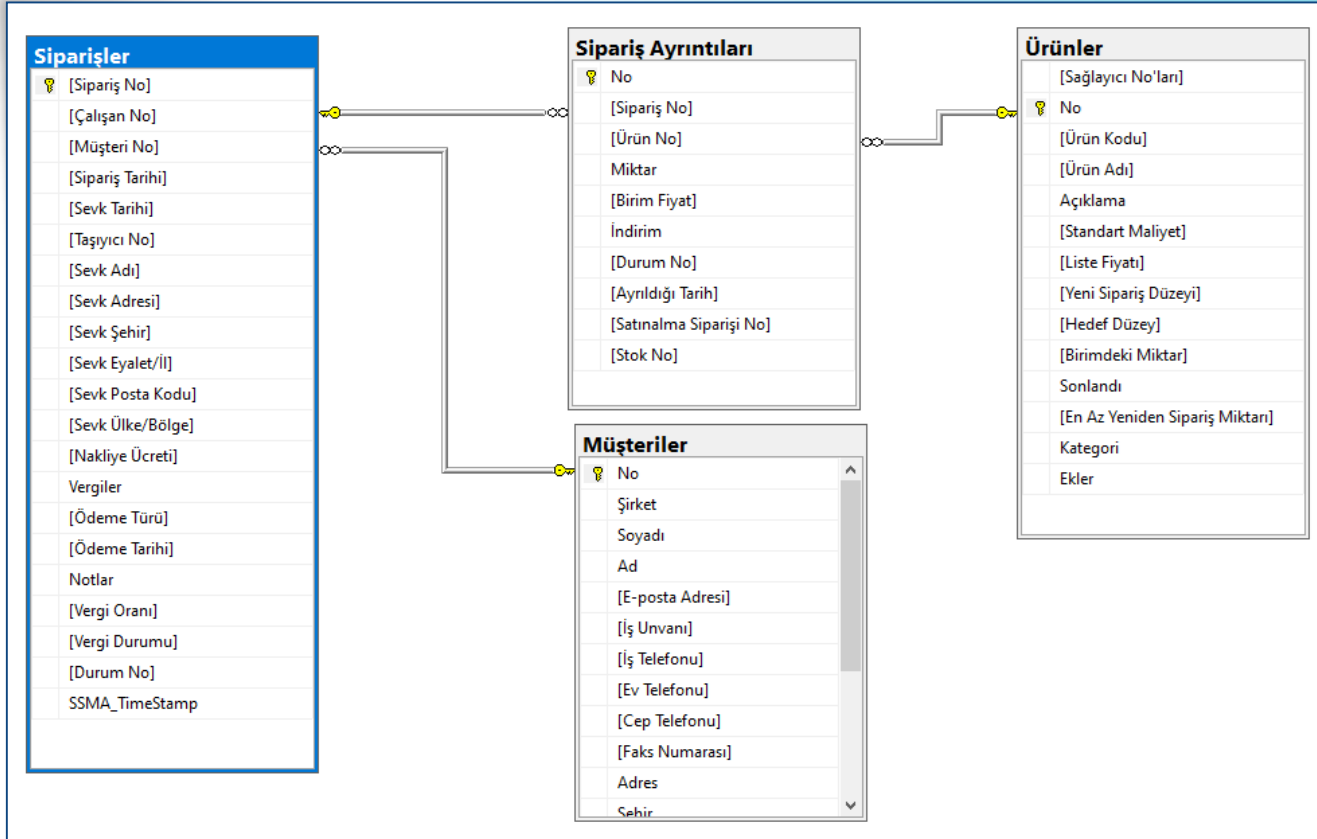 Siparişler
[Sipariş No]
[Çalışan No]
[Müşteri No]
[Sipariş Tarihi]
[Sevk Tarihi]
[Taşıyıcı No]
[Sevk Adı]
[Sevk Adresi]
[Sevk Şehir]
[Sevk Eyalet/İl]
[Sevk Posta Kodu]
[Sevk Ülke/Bölge]
[Nakliye Ücreti]
Vergiler
[Ödeme Türü]
[Ödeme Tarihi]
Notlar
[Vergi Oranı]
[Vergi Durumu]
[Durum No]
SSMA_TimeStamp
Sipariş Ayrıntıları
No
[Sipariş No]
[Ürün No]
Miktar
[Birim Fiyat]
İndirim
[Durum No]
[Ayrıldığı Tarih]
[Satınalma Siparişi No]
[Stok No]
Müşteriler
No
Şirket
Soyadı
Ad
[E-posta Adresi]
[İş Unvanı]
[İş Telefonu]
[Ev Telefonu]
[Cep Telefonu]
[Faks Numarası]
Adres
Şehir
Ürünler
[Sağlayıcı No'ları]
No
[Ürün Kodu]
[Ürün Adı]
Açıklama
[Standart Maliyet]
[Liste Fiyatı]
[Yeni Sipariş Düzeyi]
[Hedef Düzey]
[Birimdeki Miktar]
Sonlandı
[En Az Yeniden Sipariş Miktarı]
Kategori
Ekler